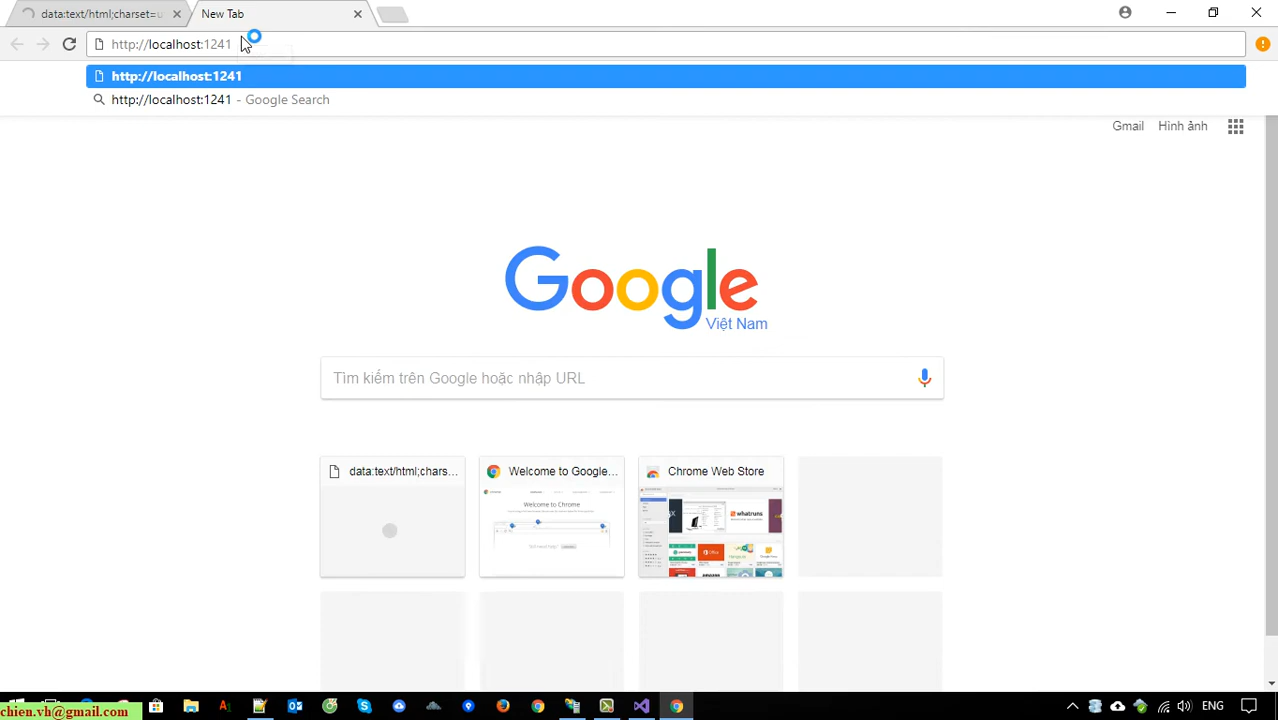 data:text/html;charset=u
New Tab
http://localhost:1241
http://localhost:1241
http://localhost:1241 - Google Search
Gmail Hình ảnh
Google
Việt Nam
Tìm kiếm trên Google hoặc nhập URL
data:text/html;chars...
Welcome to Google...
Chrome Web Store
Welcome to Chrome
whatruns
ENG
chien.vh@gmail.com